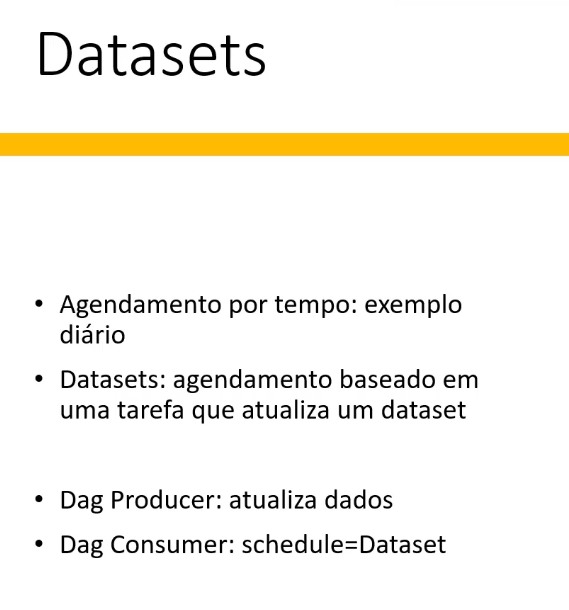 Datasets
• Agendamento por tempo: exemplo
diário
• Datasets: agendamento baseado em
uma tarefa que atualiza um dataset
• Dag Producer: atualiza dados
• Dag Consumer: schedule=Dataset